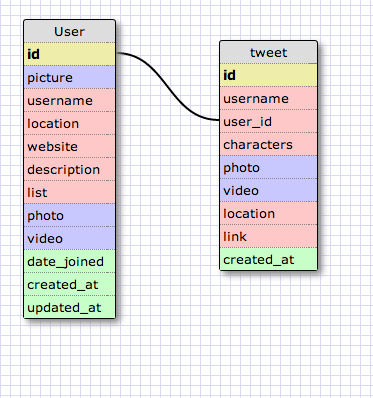 User
id
picture
username
location
website
description
list
photo
video
date_joined
created_at
updated_at
tweet
id
username
user_id
characters
photo
video
location
link
created_at